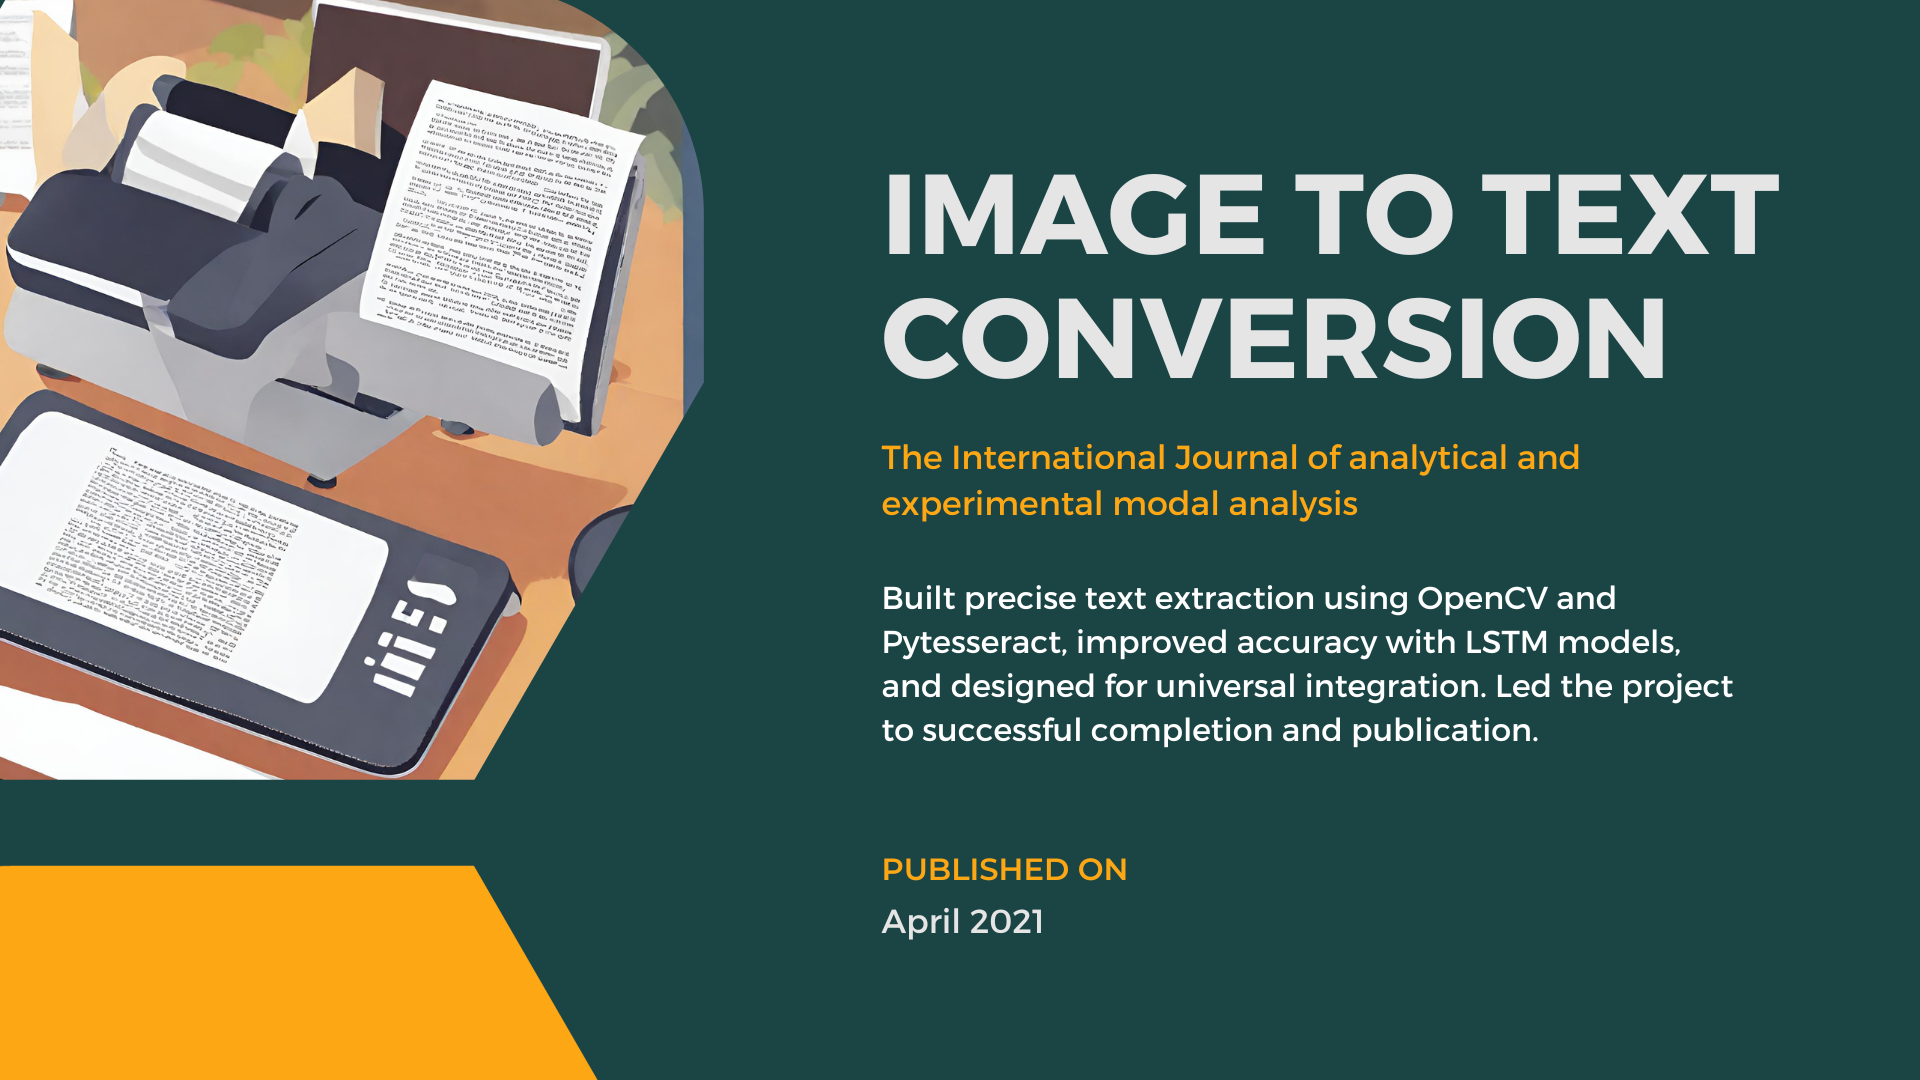 IMAGE TO TEXT
CONVERSION
The International Journal of analytical and
experimental modal analysis
Built precise text extraction using OpenCV and
Pytesseract, improved accuracy with LSTM models,
and designed for universal integration. Led the project
to successful completion and publication.
PUBLISHED ON
April 2021